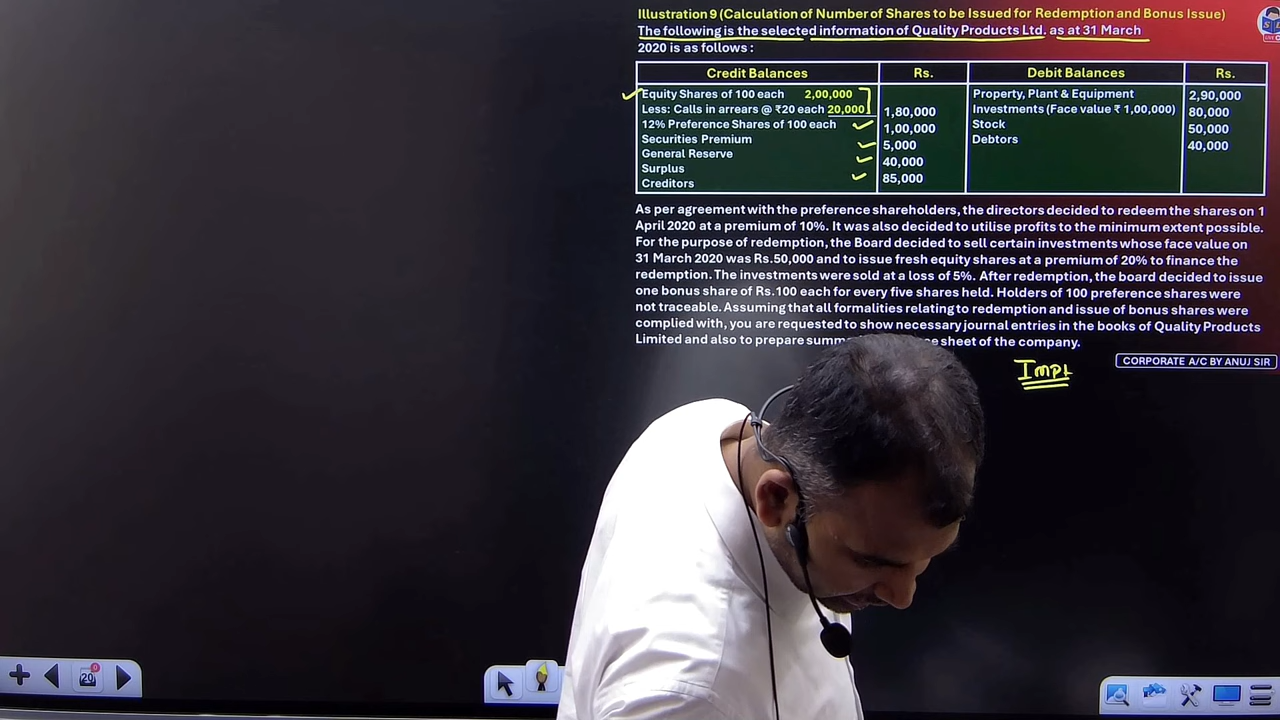 Illustration 9 (Calculation of Number of Shares to be Issued for Redemption and Bonus Issue)
The following is the selected information of Quality Products Ltd. as at 31 March
2020 is as follows :
Credit Balances Rs. Debit Balances Rs.
Equity Shares of 100 each 2,00,000
Less: Calls in arrears @ ₹20 each 20,000 1,80,000
12% Preference Shares of 100 each 1,00,000
Securities Premium 5,000
General Reserve 40,000
Surplus 85,000
Creditors
Property, Plant & Equipment 2,90,000
Investments (Face value ₹ 1,00,000) 80,000
Stock 50,000
Debtors 40,000
As per agreement with the preference shareholders, the directors decided to redeem the shares on 1
April 2020 at a premium of 10%. It was also decided to utilise profits to the minimum extent possible.
For the purpose of redemption, the Board decided to sell certain investments whose face value on
31 March 2020 was Rs.50,000 and to issue fresh equity shares at a premium of 20% to finance the
redemption. The investments were sold at a loss of 5%. After redemption, the board decided to issue
one bonus share of Rs.100 each for every five shares held. Holders of 100 preference shares were
not traceable. Assuming that all formalities relating to redemption and issue of bonus shares were
complied with, you are requested to show necessary journal entries in the books of Quality Products
Limited and also to prepare summ e sheet of the company.
CORPORATE A/C BY ANUJ SIR
Impt
20